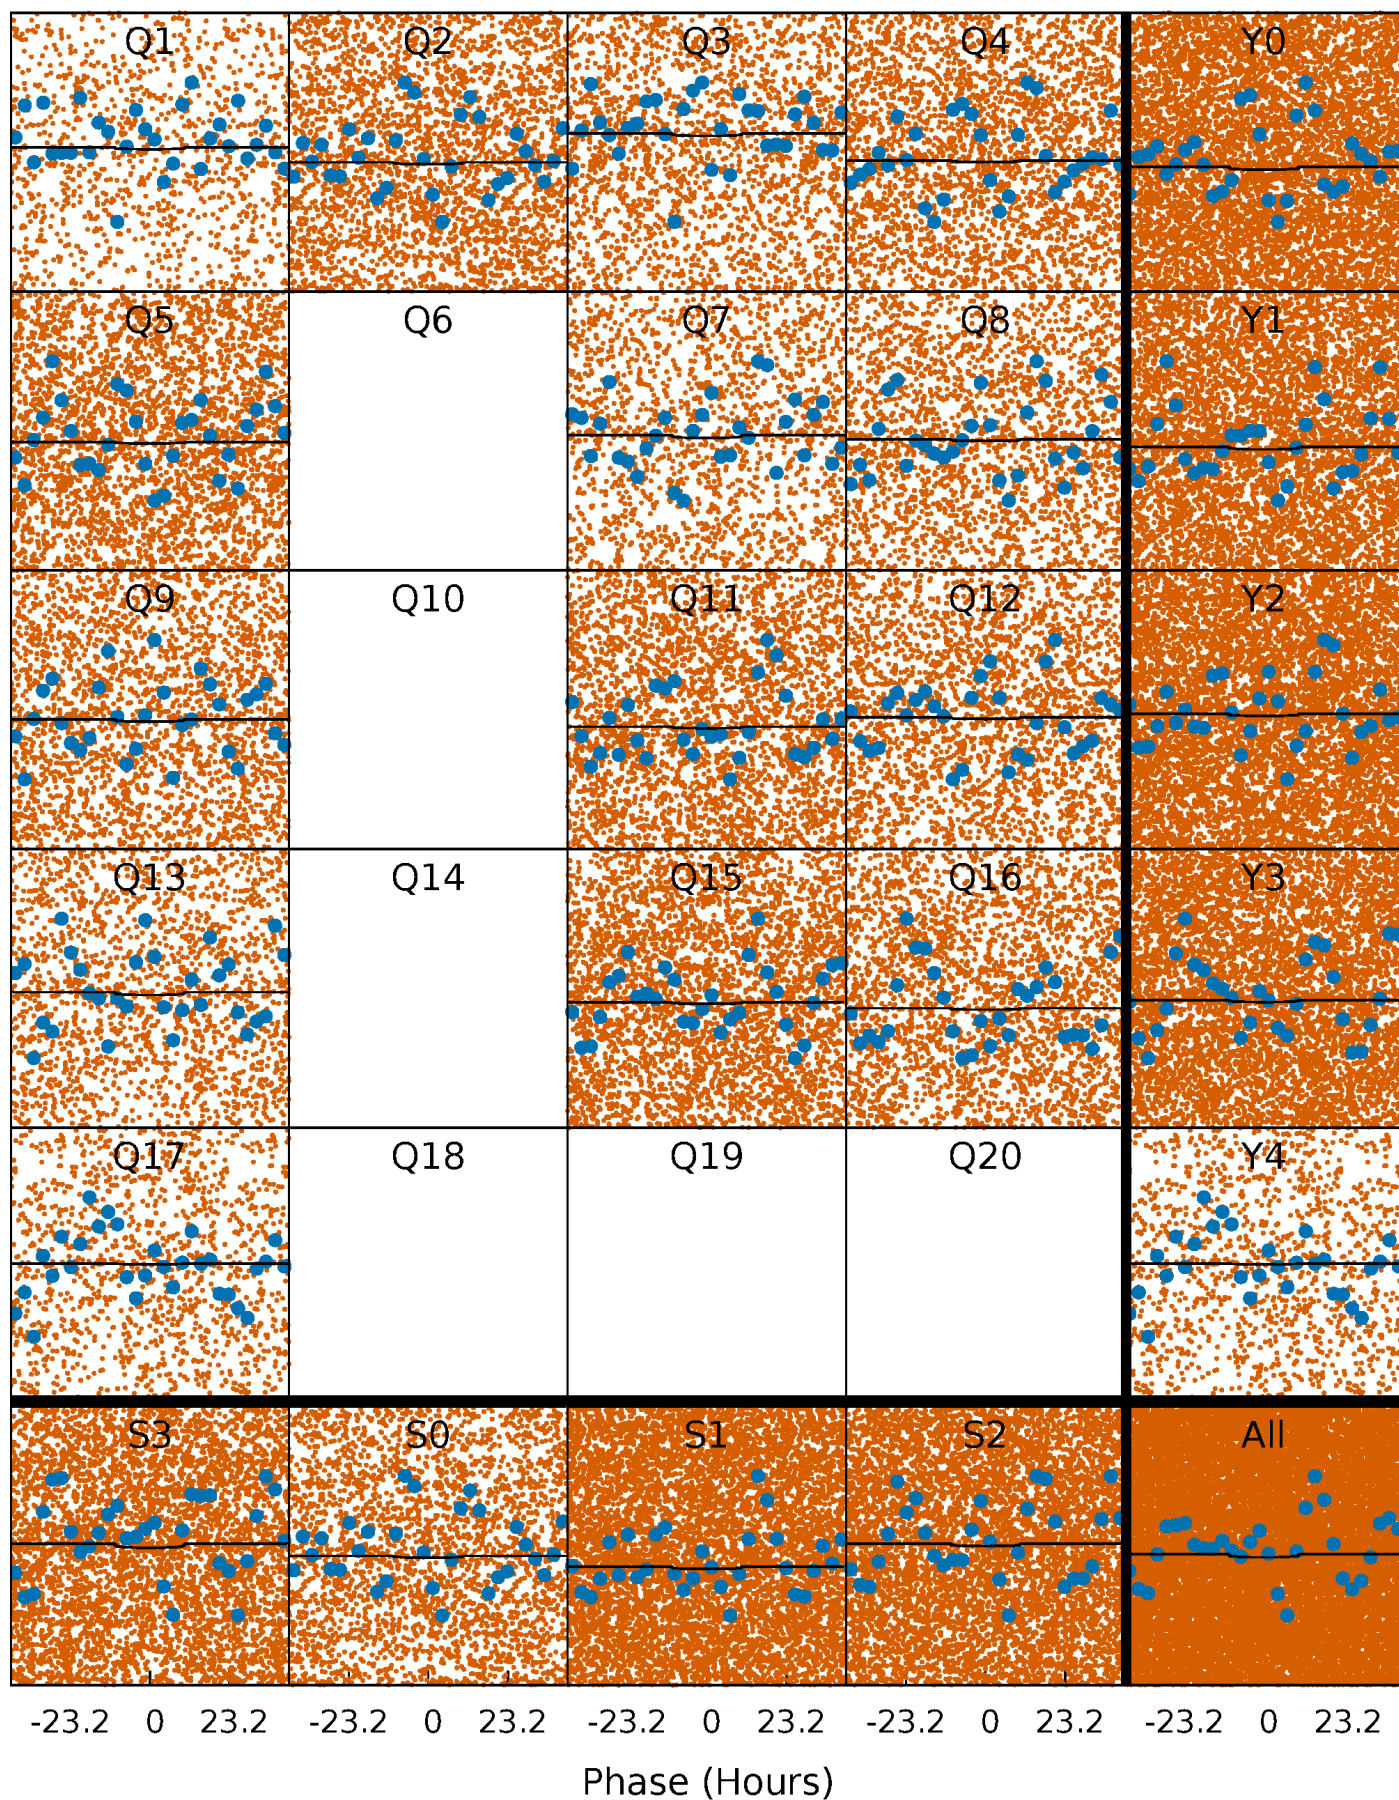 Q1 Q2 Q3 Q4 Y0
Q5 Q6 Q7 Q8 Y1
Q9 Q10 Q11 Q12 Y2
Q13 Q14 Q15 Q16 Y3
Q17 Q18 Q19 Q20 Y4
S3 S0 S1 S2 All
-23.2 0 23.2 -23.2 0 23.2 -23.2 0 23.2 -23.2 0 23.2 -23.2 0 23.2
Phase (Hours)